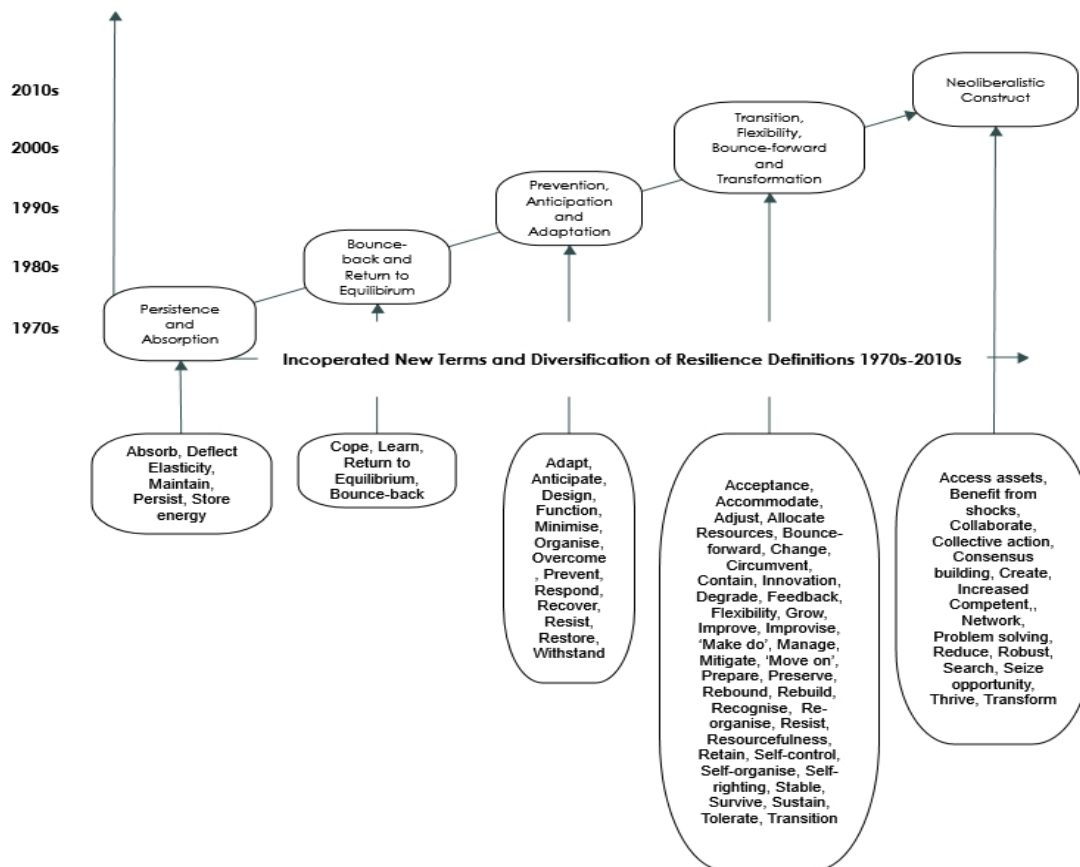 2010s
2000s
1990s
1980s
1970s
Neoliberalistic
Construct
Transition,
Flexibility,
Bounce-forward
and
Transformation
Prevention,
Anticipation
and
Adaptation
Bounce-
back and
Return to
Equilibirum
Persistence
and
Absorption
Incoperated New Terms and Diversification of Resilience Definitions 1970s-2010s
Absorb, Deflect
Elasticity,
Maintain,
Persist, Store
energy
Cope, Learn,
Return to
Equilibrium,
Bounce-back
Adapt,
Anticipate,
Design,
Function,
Minimise,
Organise,
Overcome
, Prevent,
Respond,
Recover,
Resist,
Restore,
Withstand
Acceptance,
Accommodate,
Adjust, Allocate
Resources, Bounce-
forward, Change,
Circumvent,
Contain, Innovation,
Degrade, Feedback,
Flexibility, Grow,
Improve, Improvise,
‘Make do’, Manage,
Mitigate, ‘Move on’,
Prepare, Preserve,
Rebound, Rebuild,
Recognise, Re-
organise, Resist,
Resourcefulness,
Retain, Self-control,
Self-organise, Self-
righting, Stable,
Survive, Sustain,
Tolerate, Transition
Access assets,
Benefit from
shocks,
Collaborate,
Collective action,
Consensus
building, Create,
Increased
Competent,,
Network,
Problem solving,
Reduce, Robust,
Search, Seize
opportunity,
Thrive, Transform